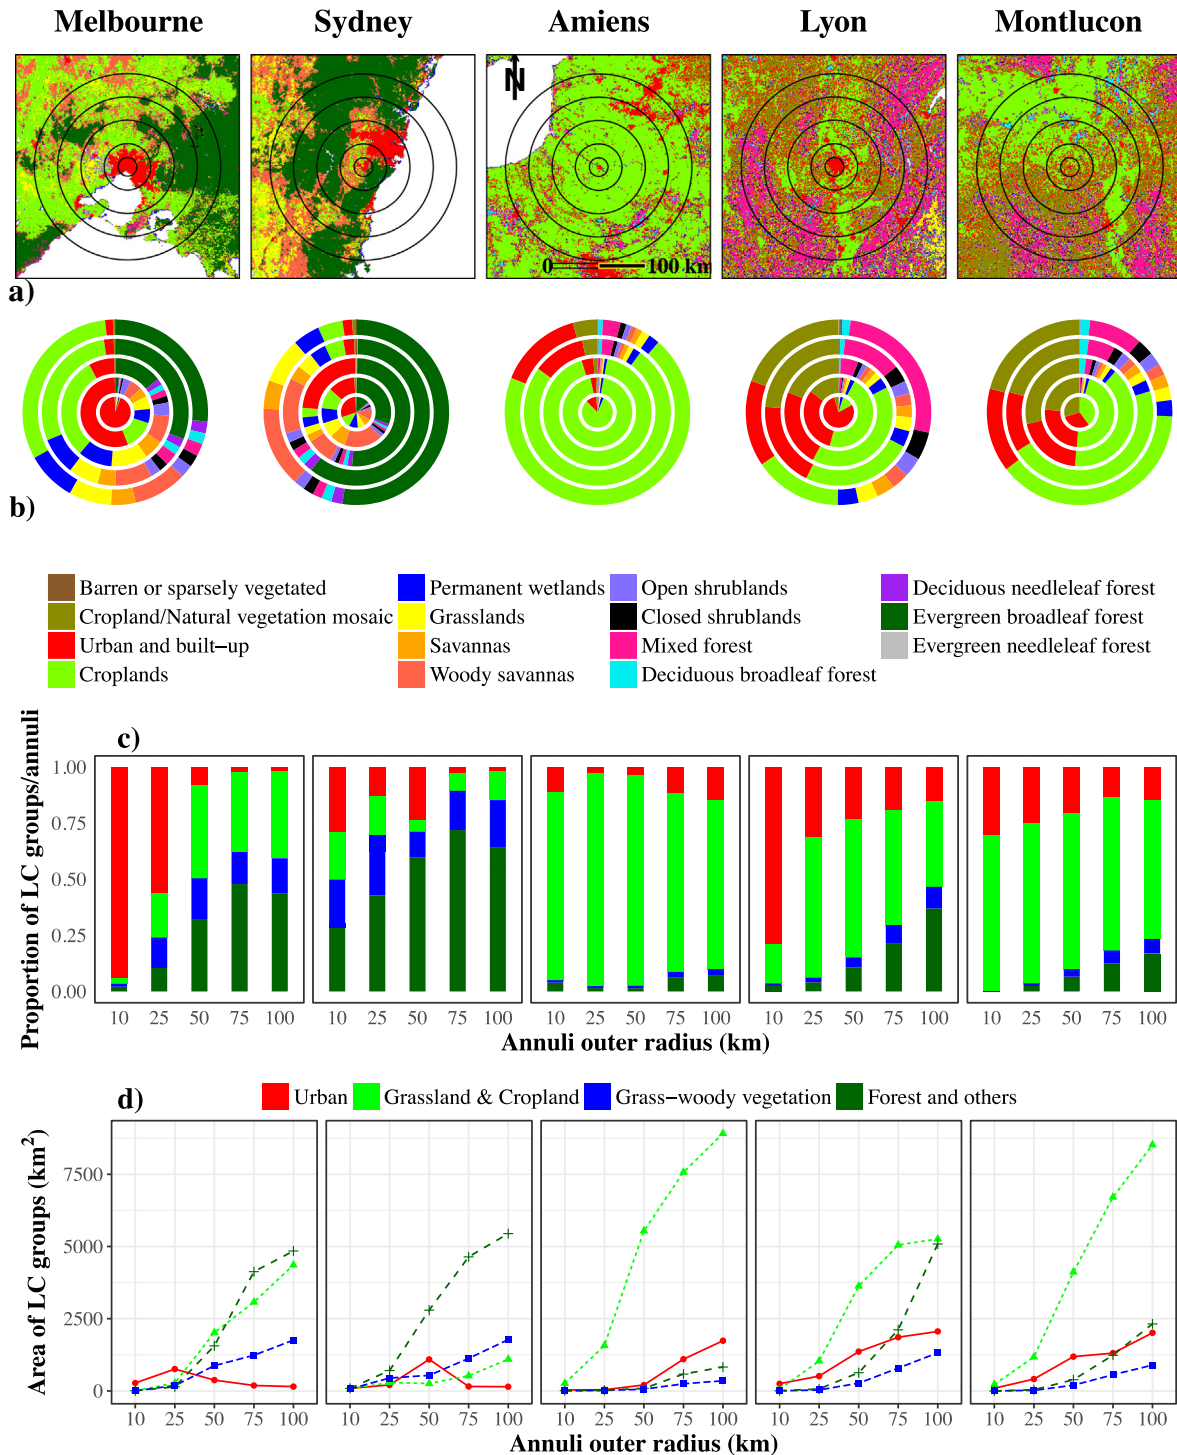 Melbourne Sydney Amiens Lyon Montlucon
N
0 100 km
a)
b)
Barren or sparsely vegetated
Cropland/Natural vegetation mosaic
Urban and built−up
Croplands
Permanent wetlands
Grasslands
Savannas
Woody savannas
Open shrublands
Closed shrublands
Mixed forest
Deciduous broadleaf forest
Deciduous needleleaf forest
Evergreen broadleaf forest
Evergreen needleleaf forest
c)
Proportion of LC groups/annuli
1.00
0.75
0.50
0.25
0.00
10 25 50 75 100 10 25 50 75 100 10 25 50 75 100 10 25 50 75 100 10 25 50 75 100
Annuli outer radius (km)
d)
Urban Grassland & Cropland Grass−woody vegetation Forest and others
Area of LC groups (km²)
7500
5000
2500
0
10 25 50 75 100 10 25 50 75 100 10 25 50 75 100 10 25 50 75 100 10 25 50 75 100
Annuli outer radius (km)